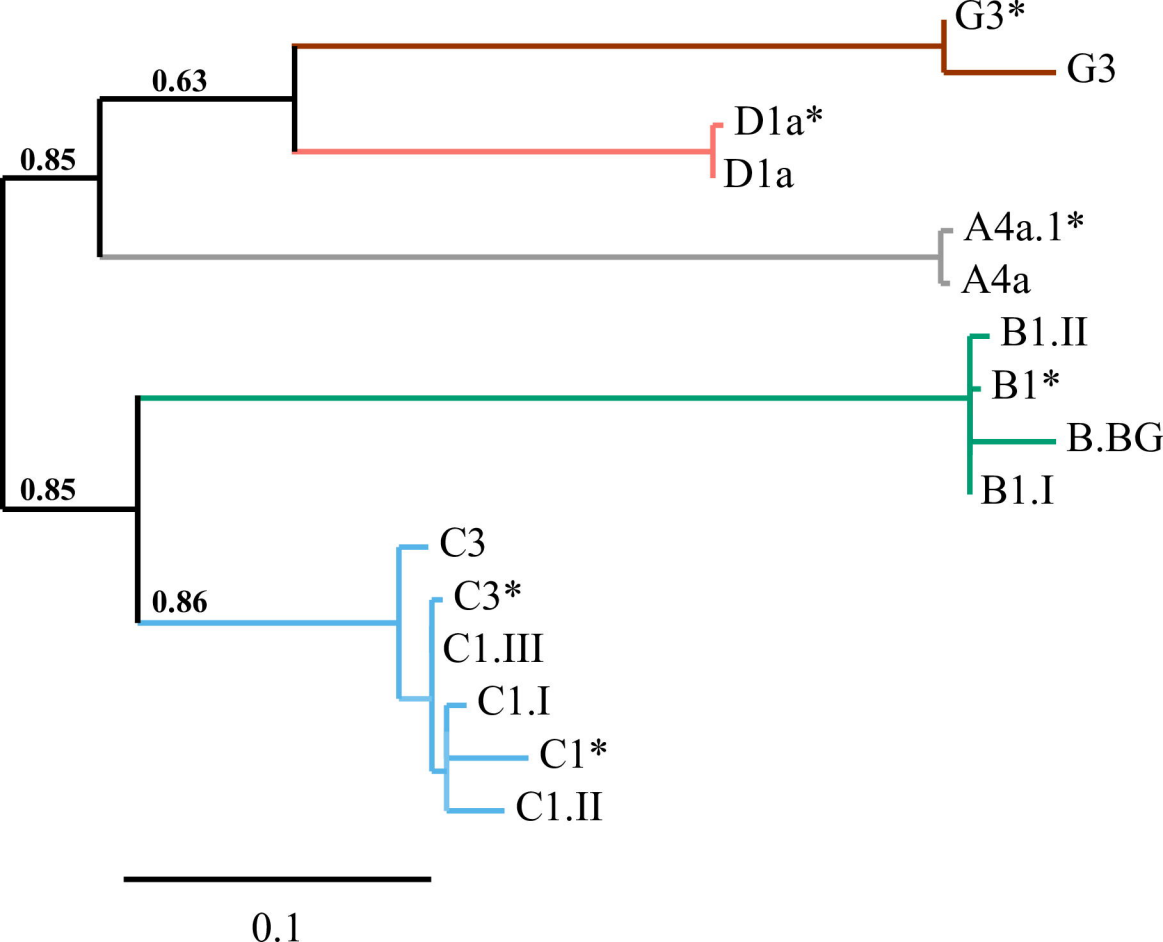 G3*
0.63
G3
D1a*
0.85
D1a
A4a.1*
A4a
B1.II
B1*
B.BG
0.85
B1.I
C3
0.86
C3*
C1.III
C1.I
C1*
C1.II
0.1